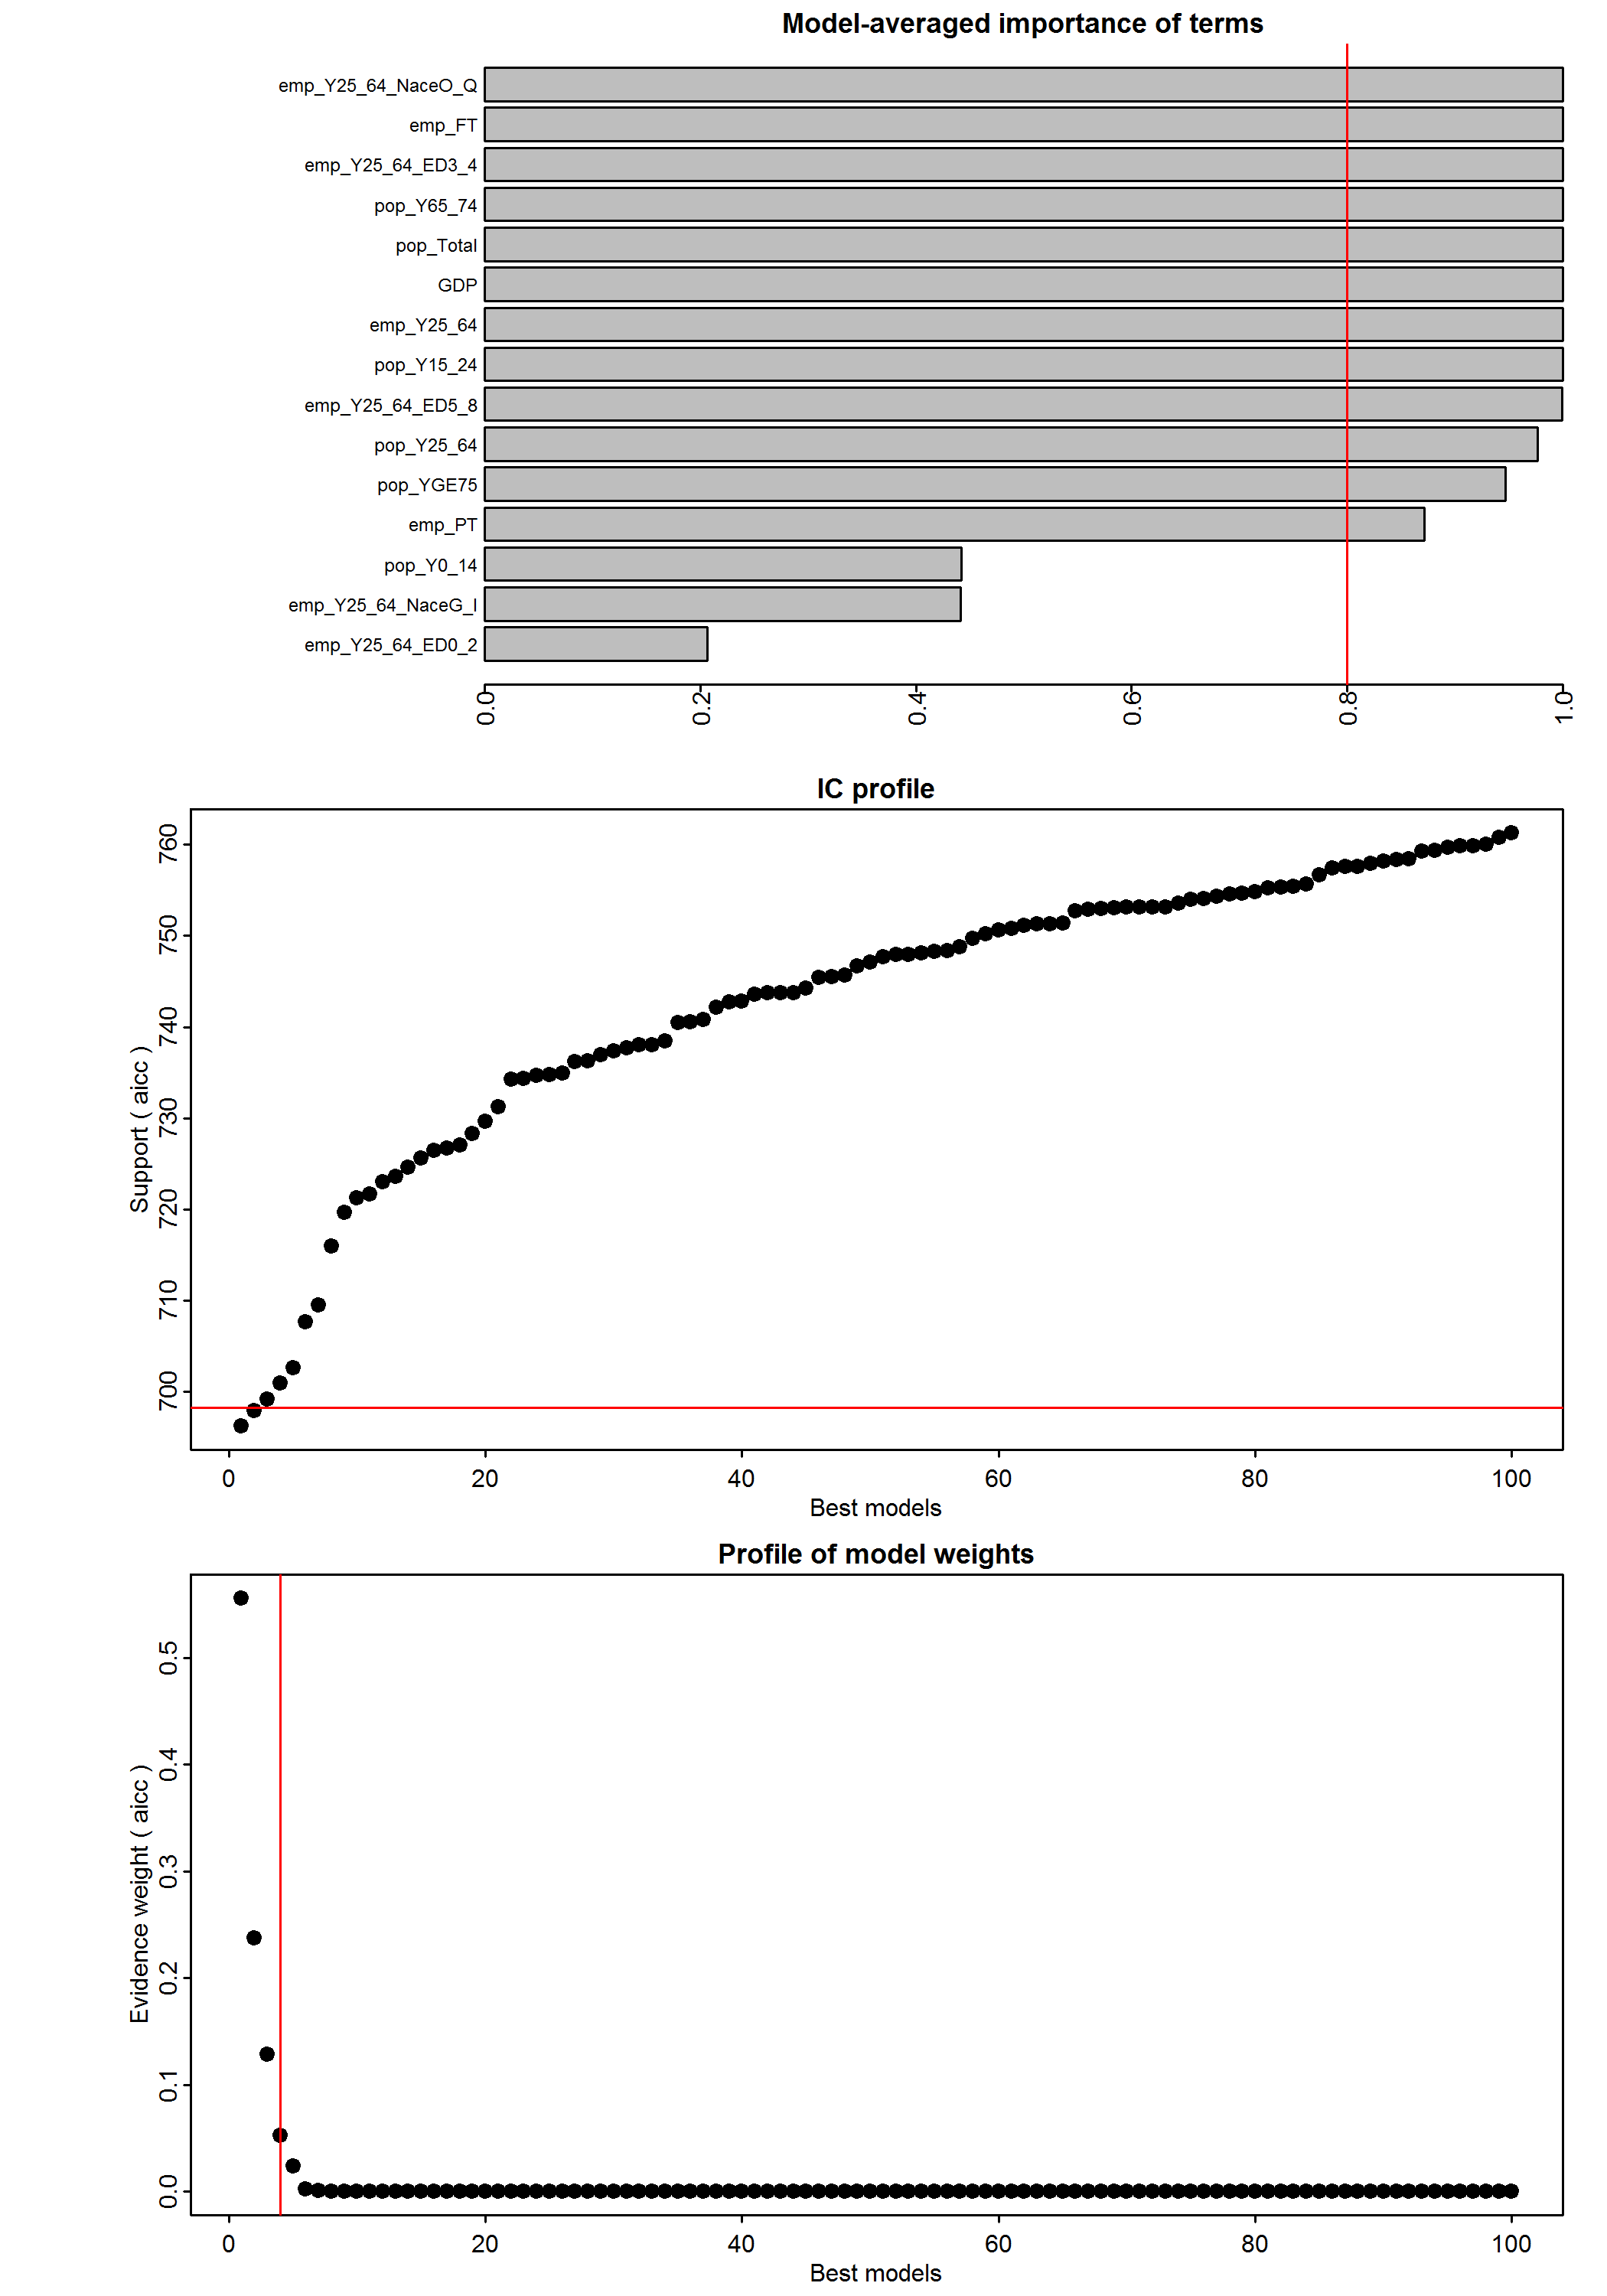 Model-averaged importance of terms
emp_Y25_64_NaceO_Q
emp_FT
emp_Y25_64_ED3_4
pop_Y65_74
pop_Total
GDP
emp_Y25_64
pop_Y15_24
emp_Y25_64_ED5_8
pop_Y25_64
pop_YGE75
emp_PT
pop_Y0_14
emp_Y25_64_NaceG_I
emp_Y25_64_ED0_2
0.0 0.2 0.4 0.6 0.8 1.0
IC profile
Support ( aicc )
760
750
740
730
720
710
700
0 20 40 60 80 100
Best models
Profile of model weights
Evidence weight ( aicc )
0.5
0.4
0.3
0.2
0.1
0.0
0 20 40 60 80 100
Best models